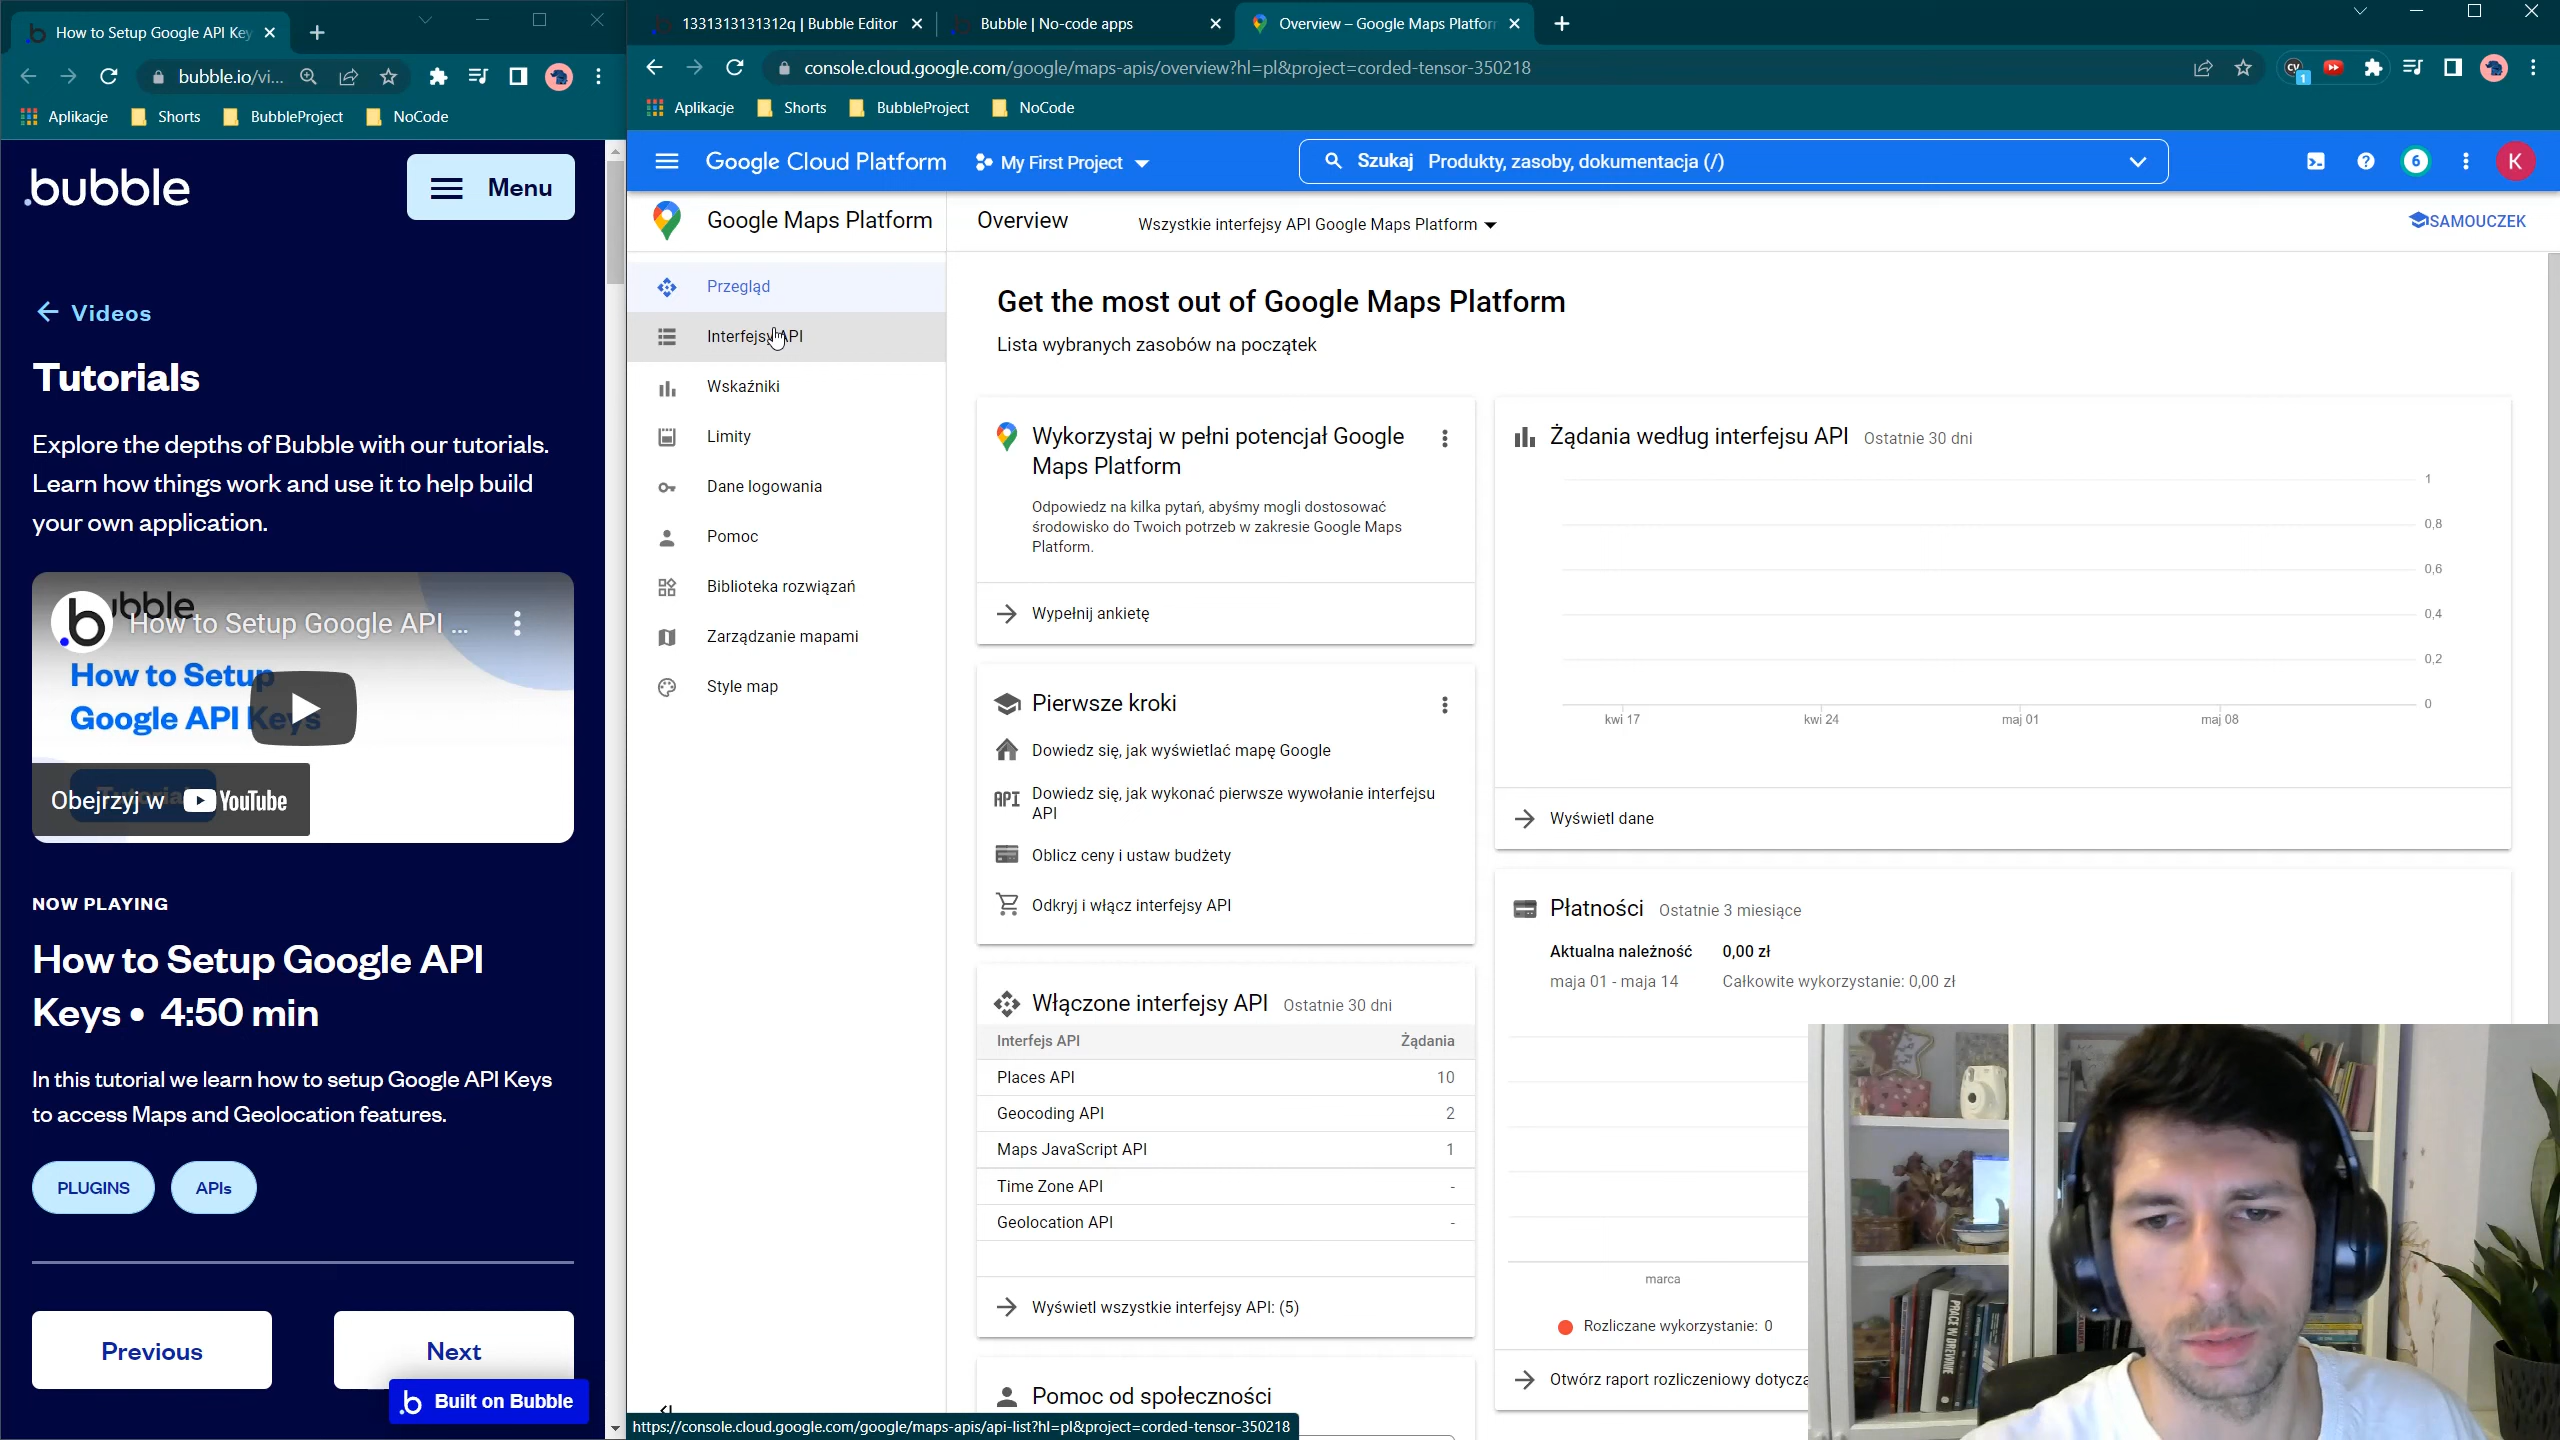 How to Setup Google API Key
bubble.io/vi...
Aplikacje
Shorts
BubbleProject
NoCode
.bubble
Menu
Videos
Tutorials
Explore the depths of Bubble with our tutorials.
Learn how things work and use it to help build
your own application.
bubble
How to Setup Google API ...
How to Setup
Google API Keys
Tutorial
Obejrzyj w YouTube
NOW PLAYING
How to Setup Google API
Keys • 4:50 min
In this tutorial we learn how to setup Google API Keys
to access Maps and Geolocation features.
PLUGINS
APIs
Previous
Next
Built on Bubble
1331313131312q | Bubble Editor
Bubble | No-code apps
Overview – Google Maps Platfor
console.cloud.google.com/google/maps-apis/overview?hl=pl&project=corded-tensor-350218
1
Aplikacje
Shorts
BubbleProject
NoCode
Google Cloud Platform
My First Project
Szukaj Produkty, zasoby, dokumentacja (/)
6
K
Google Maps Platform
Overview
Wszystkie interfejsy API Google Maps Platform
SAMOUCZEK
Przegląd
Interfejsy API
Wskaźniki
Limity
Dane logowania
Pomoc
Biblioteka rozwiązań
Zarządzanie mapami
Style map
Get the most out of Google Maps Platform
Lista wybranych zasobów na początek
Wykorzystaj w pełni potencjał Google
Maps Platform
Odpowiedz na kilka pytań, abyśmy mogli dostosować
środowisko do Twoich potrzeb w zakresie Google Maps
Platform.
Wypełnij ankietę
Pierwsze kroki
Dowiedz się, jak wyświetlać mapę Google
API
Dowiedz się, jak wykonać pierwsze wywołanie interfejsu
API
Oblicz ceny i ustaw budżety
Odkryj i włącz interfejsy API
Włączone interfejsy API Ostatnie 30 dni
Interfejs API Żądania
Places API 10
Geocoding API 2
Maps JavaScript API 1
Time Zone API -
Geolocation API -
Wyświetl wszystkie interfejsy API: (5)
Pomoc od społeczności
Żądania według interfejsu API Ostatnie 30 dni
1
0,8
0,6
0,4
0,2
0
kwi 17 kwi 24 maj 01 maj 08
Wyświetl dane
Płatności Ostatnie 3 miesiące
Aktualna należność 0,00 zł
maja 01 - maja 14 Całkowite wykorzystanie: 0,00 zł
marca
Rozliczane wykorzystanie: 0
Otwórz raport rozliczeniowy dotycza
https://console.cloud.google.com/google/maps-apis/api-list?hl=pl&project=corded-tensor-350218